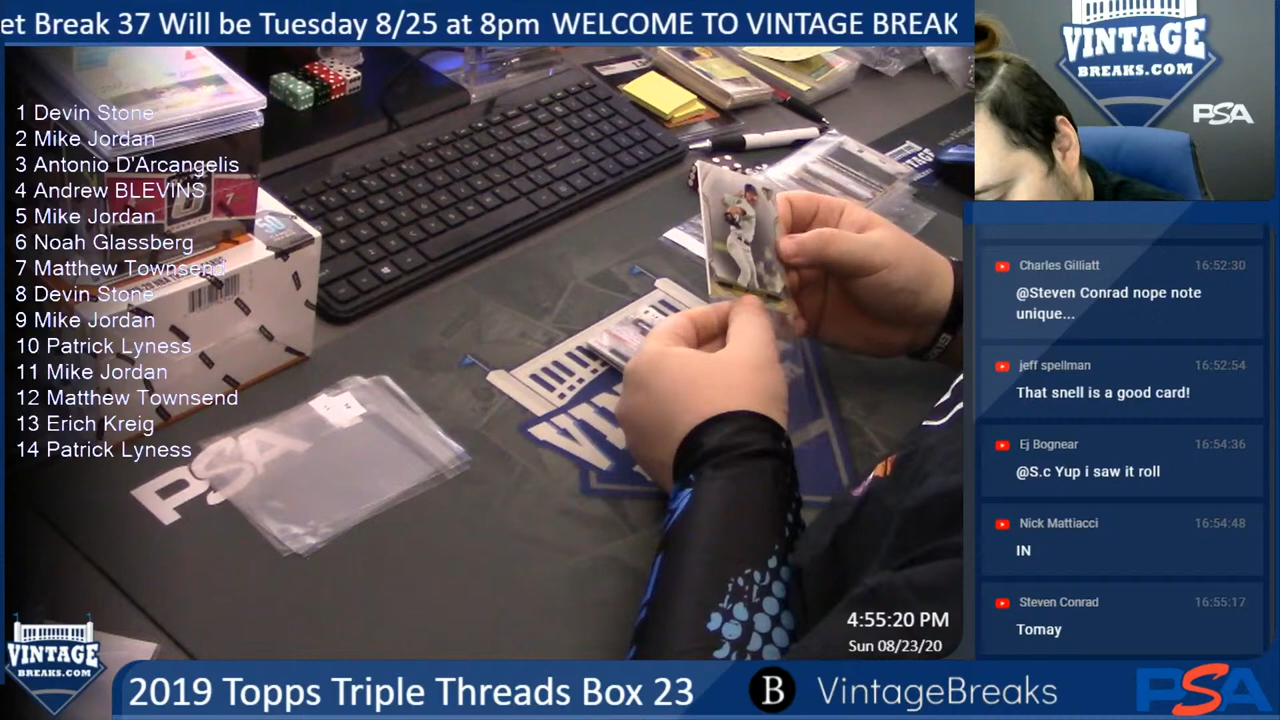 et Break 37 Will be Tuesday 8/25 at 8pm WELCOME TO VINTAGE BREAK
VINTAGE
BREAKS.COM
PSA
1 Devin Stone
2 Mike Jordan
3 Antonio D'Arcangelis
4 Andrew BLEVINS
5 Mike Jordan
6 Noah Glassberg
7 Matthew Townsend
8 Devin Stone
9 Mike Jordan
10 Patrick Lyness
11 Mike Jordan
12 Matthew Townsend
13 Erich Kreig
14 Patrick Lyness
PSA
VIN
Charles Gilliatt 16:52:30
@Steven Conrad nope note
unique...
jeff spellman 16:52:54
That snell is a good card!
Ej Bognear 16:54:36
@S.c Yup i saw it roll
Nick Mattiacci 16:54:48
IN
Steven Conrad 16:55:17
Tomay
4:55:20 PM
Sun 08/23/20
VINTAGE
BREAKS.COM
2019 Topps Triple Threads Box 23
B VintageBreaks
PSA